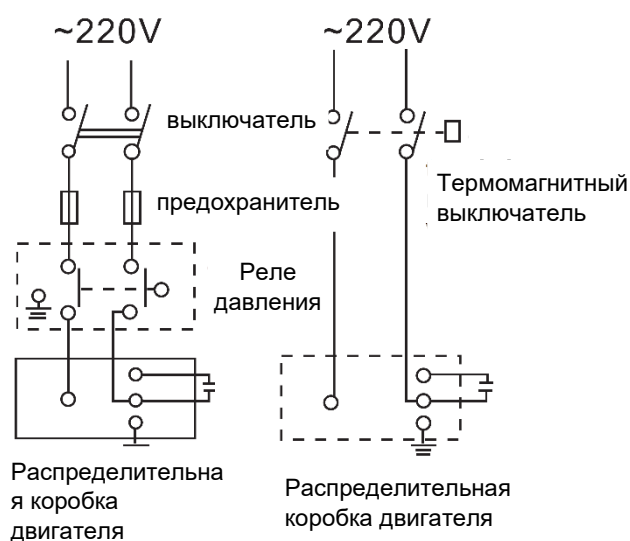 ~220V
~220V
выключатель
Термомагнитный
выключатель
предохранитель
Реле
давления
Распределительна
я коробка
двигателя
Распределительная
коробка двигателя